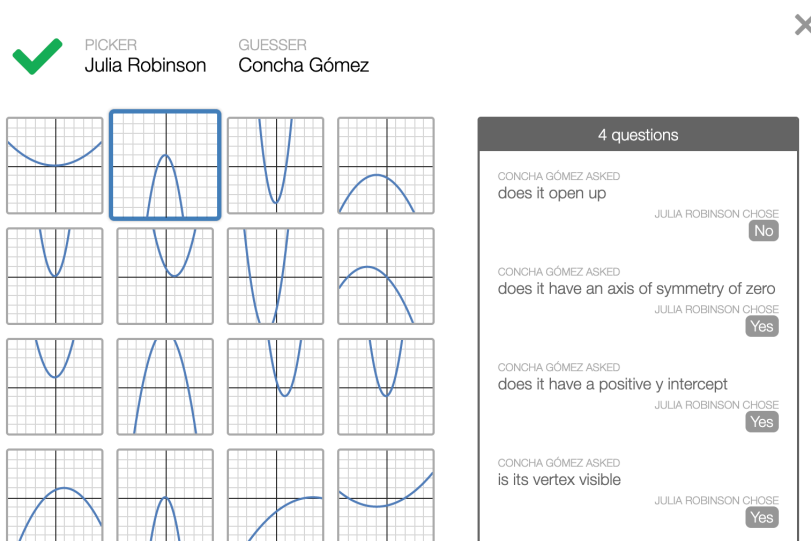 PICKER
Julia Robinson
GUESSER
Concha Gómez
4 questions
CONCHA GÓMEZ ASKED
does it open up
JULIA ROBINSON CHOSE
No
CONCHA GÓMEZ ASKED
does it have an axis of symmetry of zero
JULIA ROBINSON CHOSE
Yes
CONCHA GÓMEZ ASKED
does it have a positive y intercept
JULIA ROBINSON CHOSE
Yes
CONCHA GÓMEZ ASKED
is its vertex visible
JULIA ROBINSON CHOSE
Yes